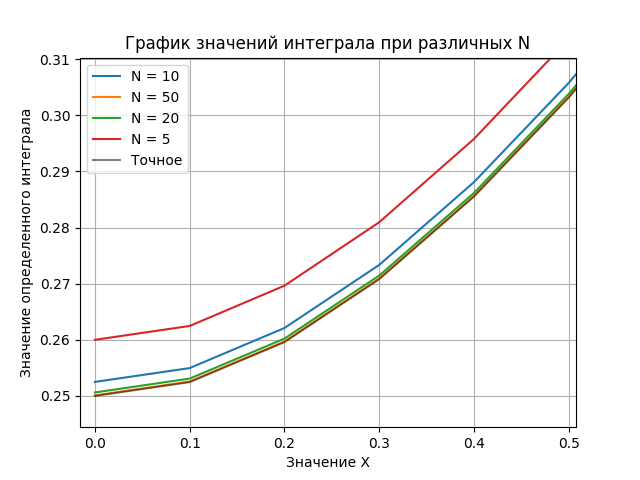 График значений интеграла при различных N
0.31
0.30
0.29
0.28
0.27
0.26
0.25
Значение определенного интеграла
N = 10
N = 50
N = 20
N = 5
Точное
0.0 0.1 0.2 0.3 0.4 0.5
Значение X